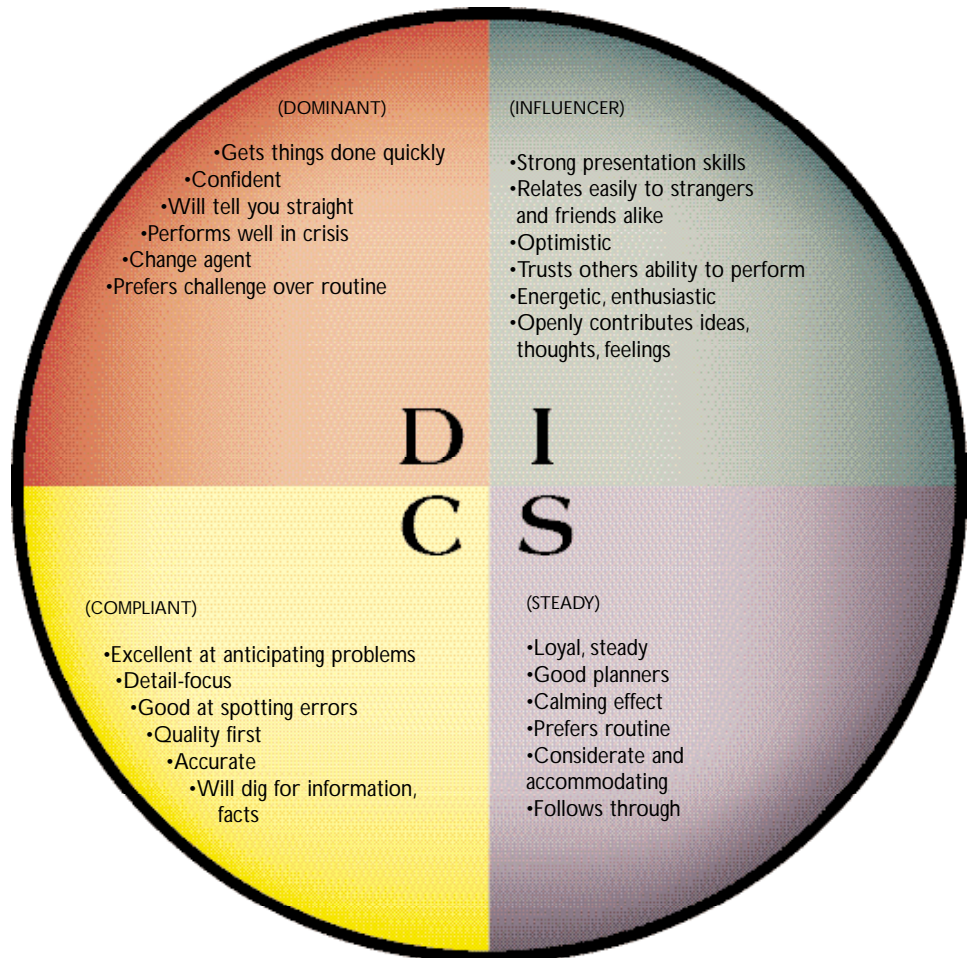 (DOMINANT)
•Gets things done quickly
•Confident
•Will tell you straight
•Performs well in crisis
•Change agent
•Prefers challenge over routine
(INFLUENCER)
•Strong presentation skills
•Relates easily to strangers
and friends alike
•Optimistic
•Trusts others ability to perform
•Energetic, enthusiastic
•Openly contributes ideas,
thoughts, feelings
D I
C S
(COMPLIANT)
•Excellent at anticipating problems
•Detail-focus
•Good at spotting errors
•Quality first
•Accurate
•Will dig for information,
facts
(STEADY)
•Loyal, steady
•Good planners
•Calming effect
•Prefers routine
•Considerate and
accommodating
•Follows through